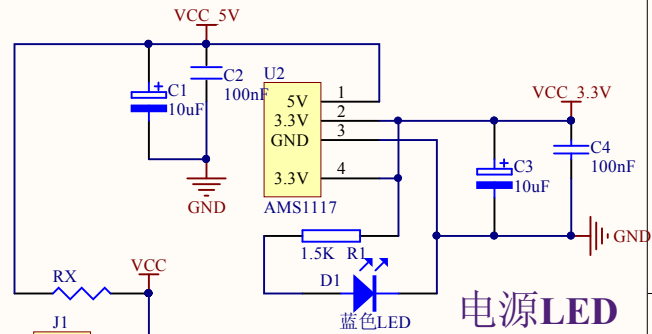 VCC_5V
C1
10uF
C2
100nF
U2
5V
3.3V
GND
3.3V
1
2
3
4
AMS1117
GND
VCC_3.3V
C3
10uF
C4
100nF
GND
1.5K R1
D1
蓝色LED
RX
VCC
J1
电源LED